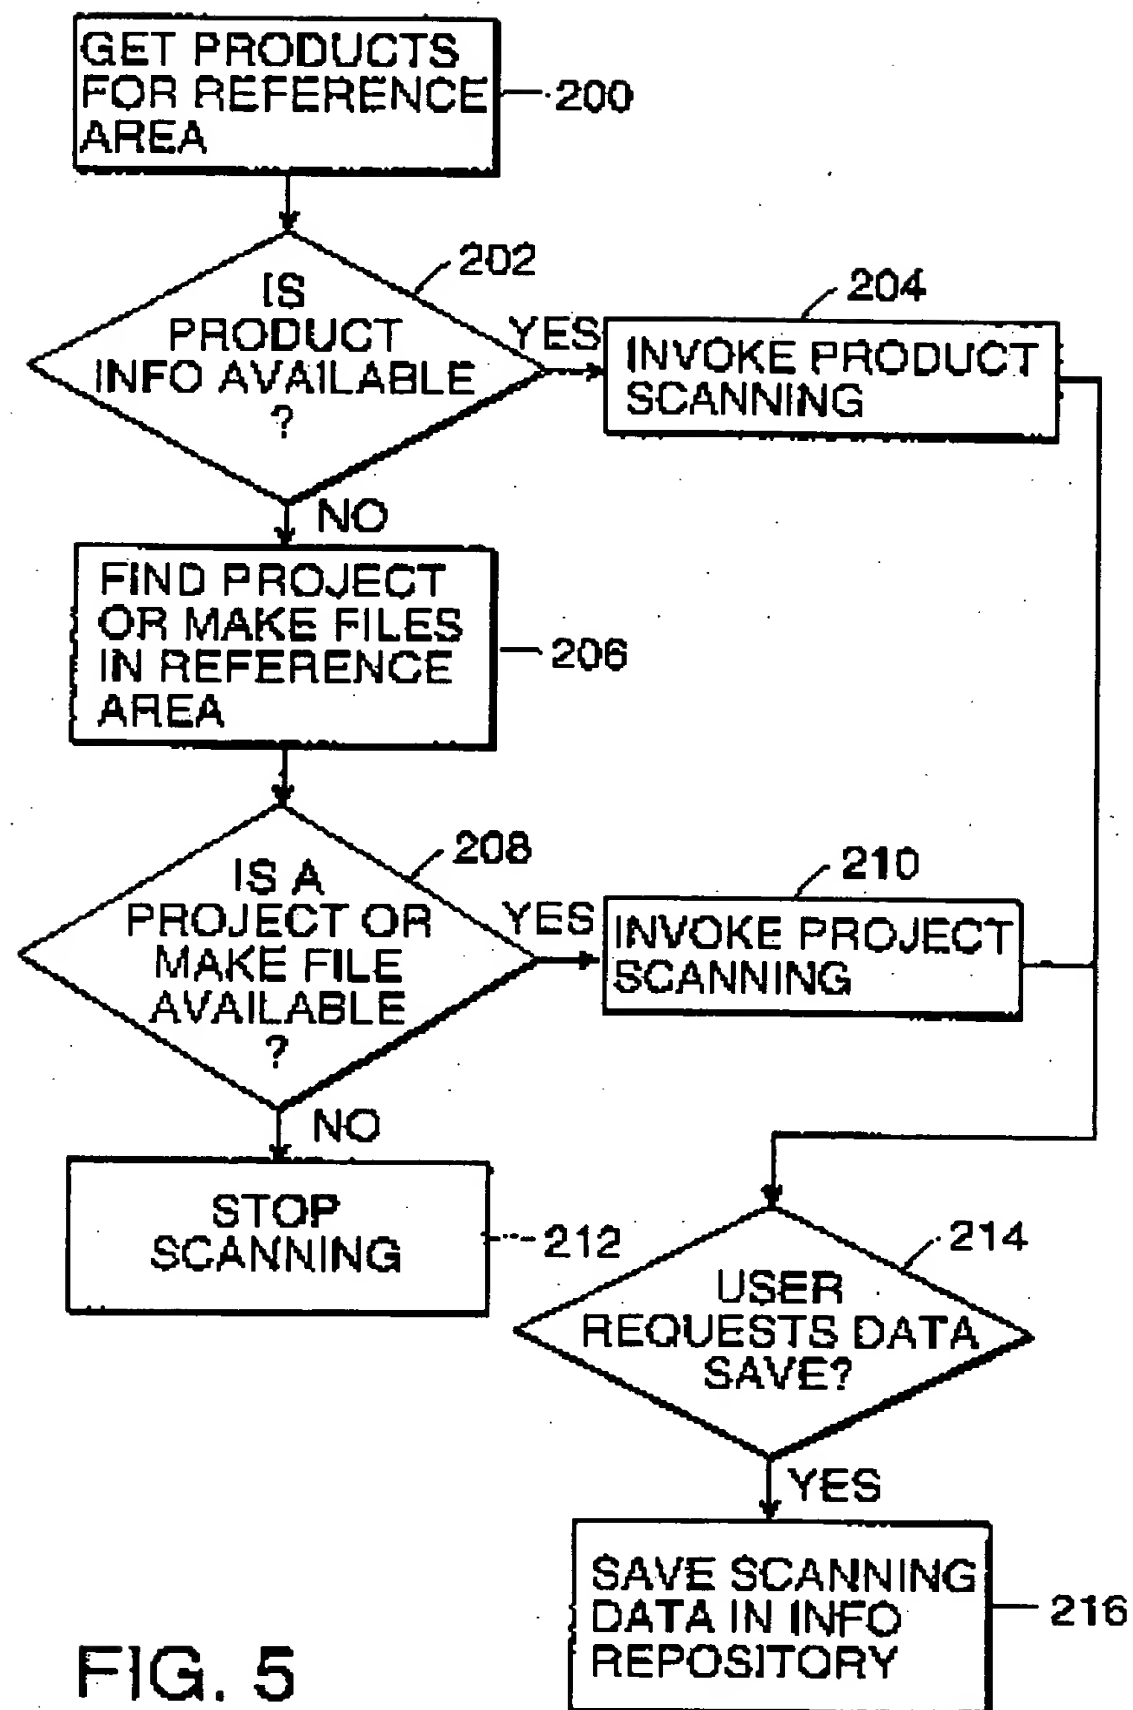 GET PRODUCTS
FOR REFERENCE
AREA
200
202
IS
PRODUCT
INFO AVAILABLE
?
YES
204
INVOKE PRODUCT
SCANNING
NO
FIND PROJECT
OR MAKE FILES
IN REFERENCE
AREA
206
208
IS A
PROJECT OR
MAKE FILE
AVAILABLE
?
YES
210
INVOKE PROJECT
SCANNING
NO
STOP
SCANNING
212
214
USER
REQUESTS DATA
SAVE?
YES
SAVE SCANNING
DATA IN INFO
REPOSITORY
216
FIG. 5